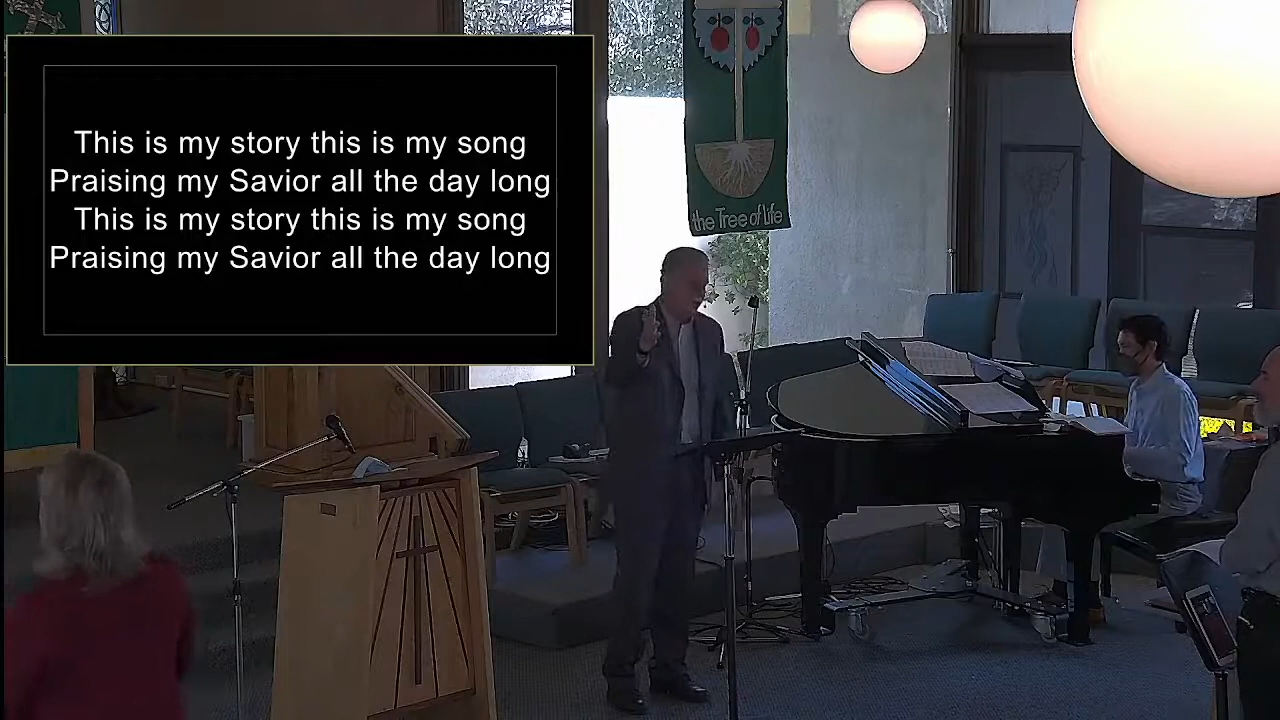 This is my story this is my song
Praising my Savior all the day long
This is my story this is my song
Praising my Savior all the day long
the Tree of Life